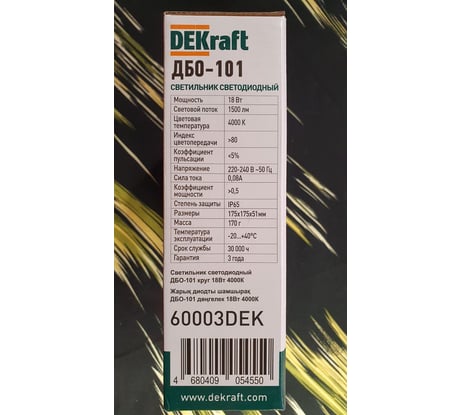 DEKraft
ДБО-101
СВЕТИЛЬНИК СВЕТОДИОДНЫЙ
Мощность 18 Вт
Световой поток 1500 лм
Цветовая температура 4000 К
Индекс цветопередачи >80
Коэффициент пульсации <5%
Напряжение 220-240 В ~50 Гц
Сила тока 0,08А
Коэффициент мощности >0,5
Степень защиты IP65
Размеры 175х175х51мм
Масса 170 г
Температура эксплуатации -20...+40°С
Срок службы 30 000 ч
Гарантия 3 года
Светильник светодиодный
ДБО-101 круг 18Вт 4000К
Жарық диодты шамшырақ
ДБО-101 дөңгелек 18Вт 4000К
60003DEK
4 680409 054550
www.dekraft.com